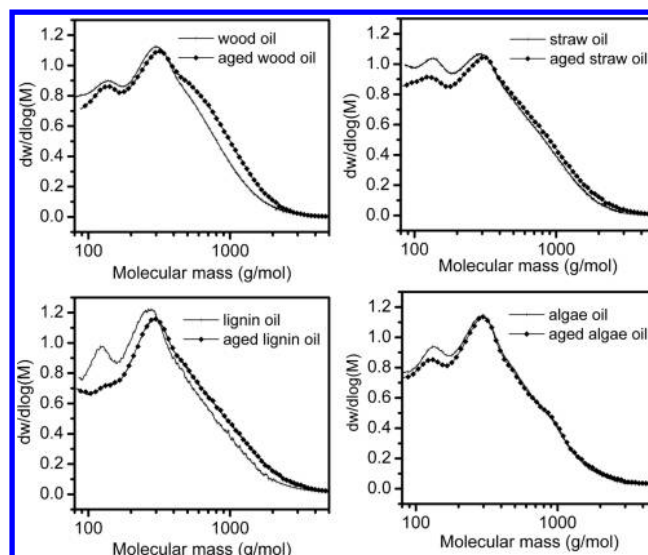 wood oil
aged wood oil
1.2
1.0
0.8
0.6
0.4
0.2
0.0
dw/dlog(M)
100
1000
Molecular mass (g/mol)
straw oil
aged straw oil
1.2
1.0
0.8
0.6
0.4
0.2
0.0
dw/dlog(M)
100
1000
Molecular mass (g/mol)
lignin oil
aged lignin oil
1.2
1.0
0.8
0.6
0.4
0.2
0.0
dw/dlog(M)
100
1000
Molecular mass (g/mol)
algae oil
aged algae oil
1.2
1.0
0.8
0.6
0.4
0.2
0.0
dw/dlog(M)
100
1000
Molecular mass (g/mol)